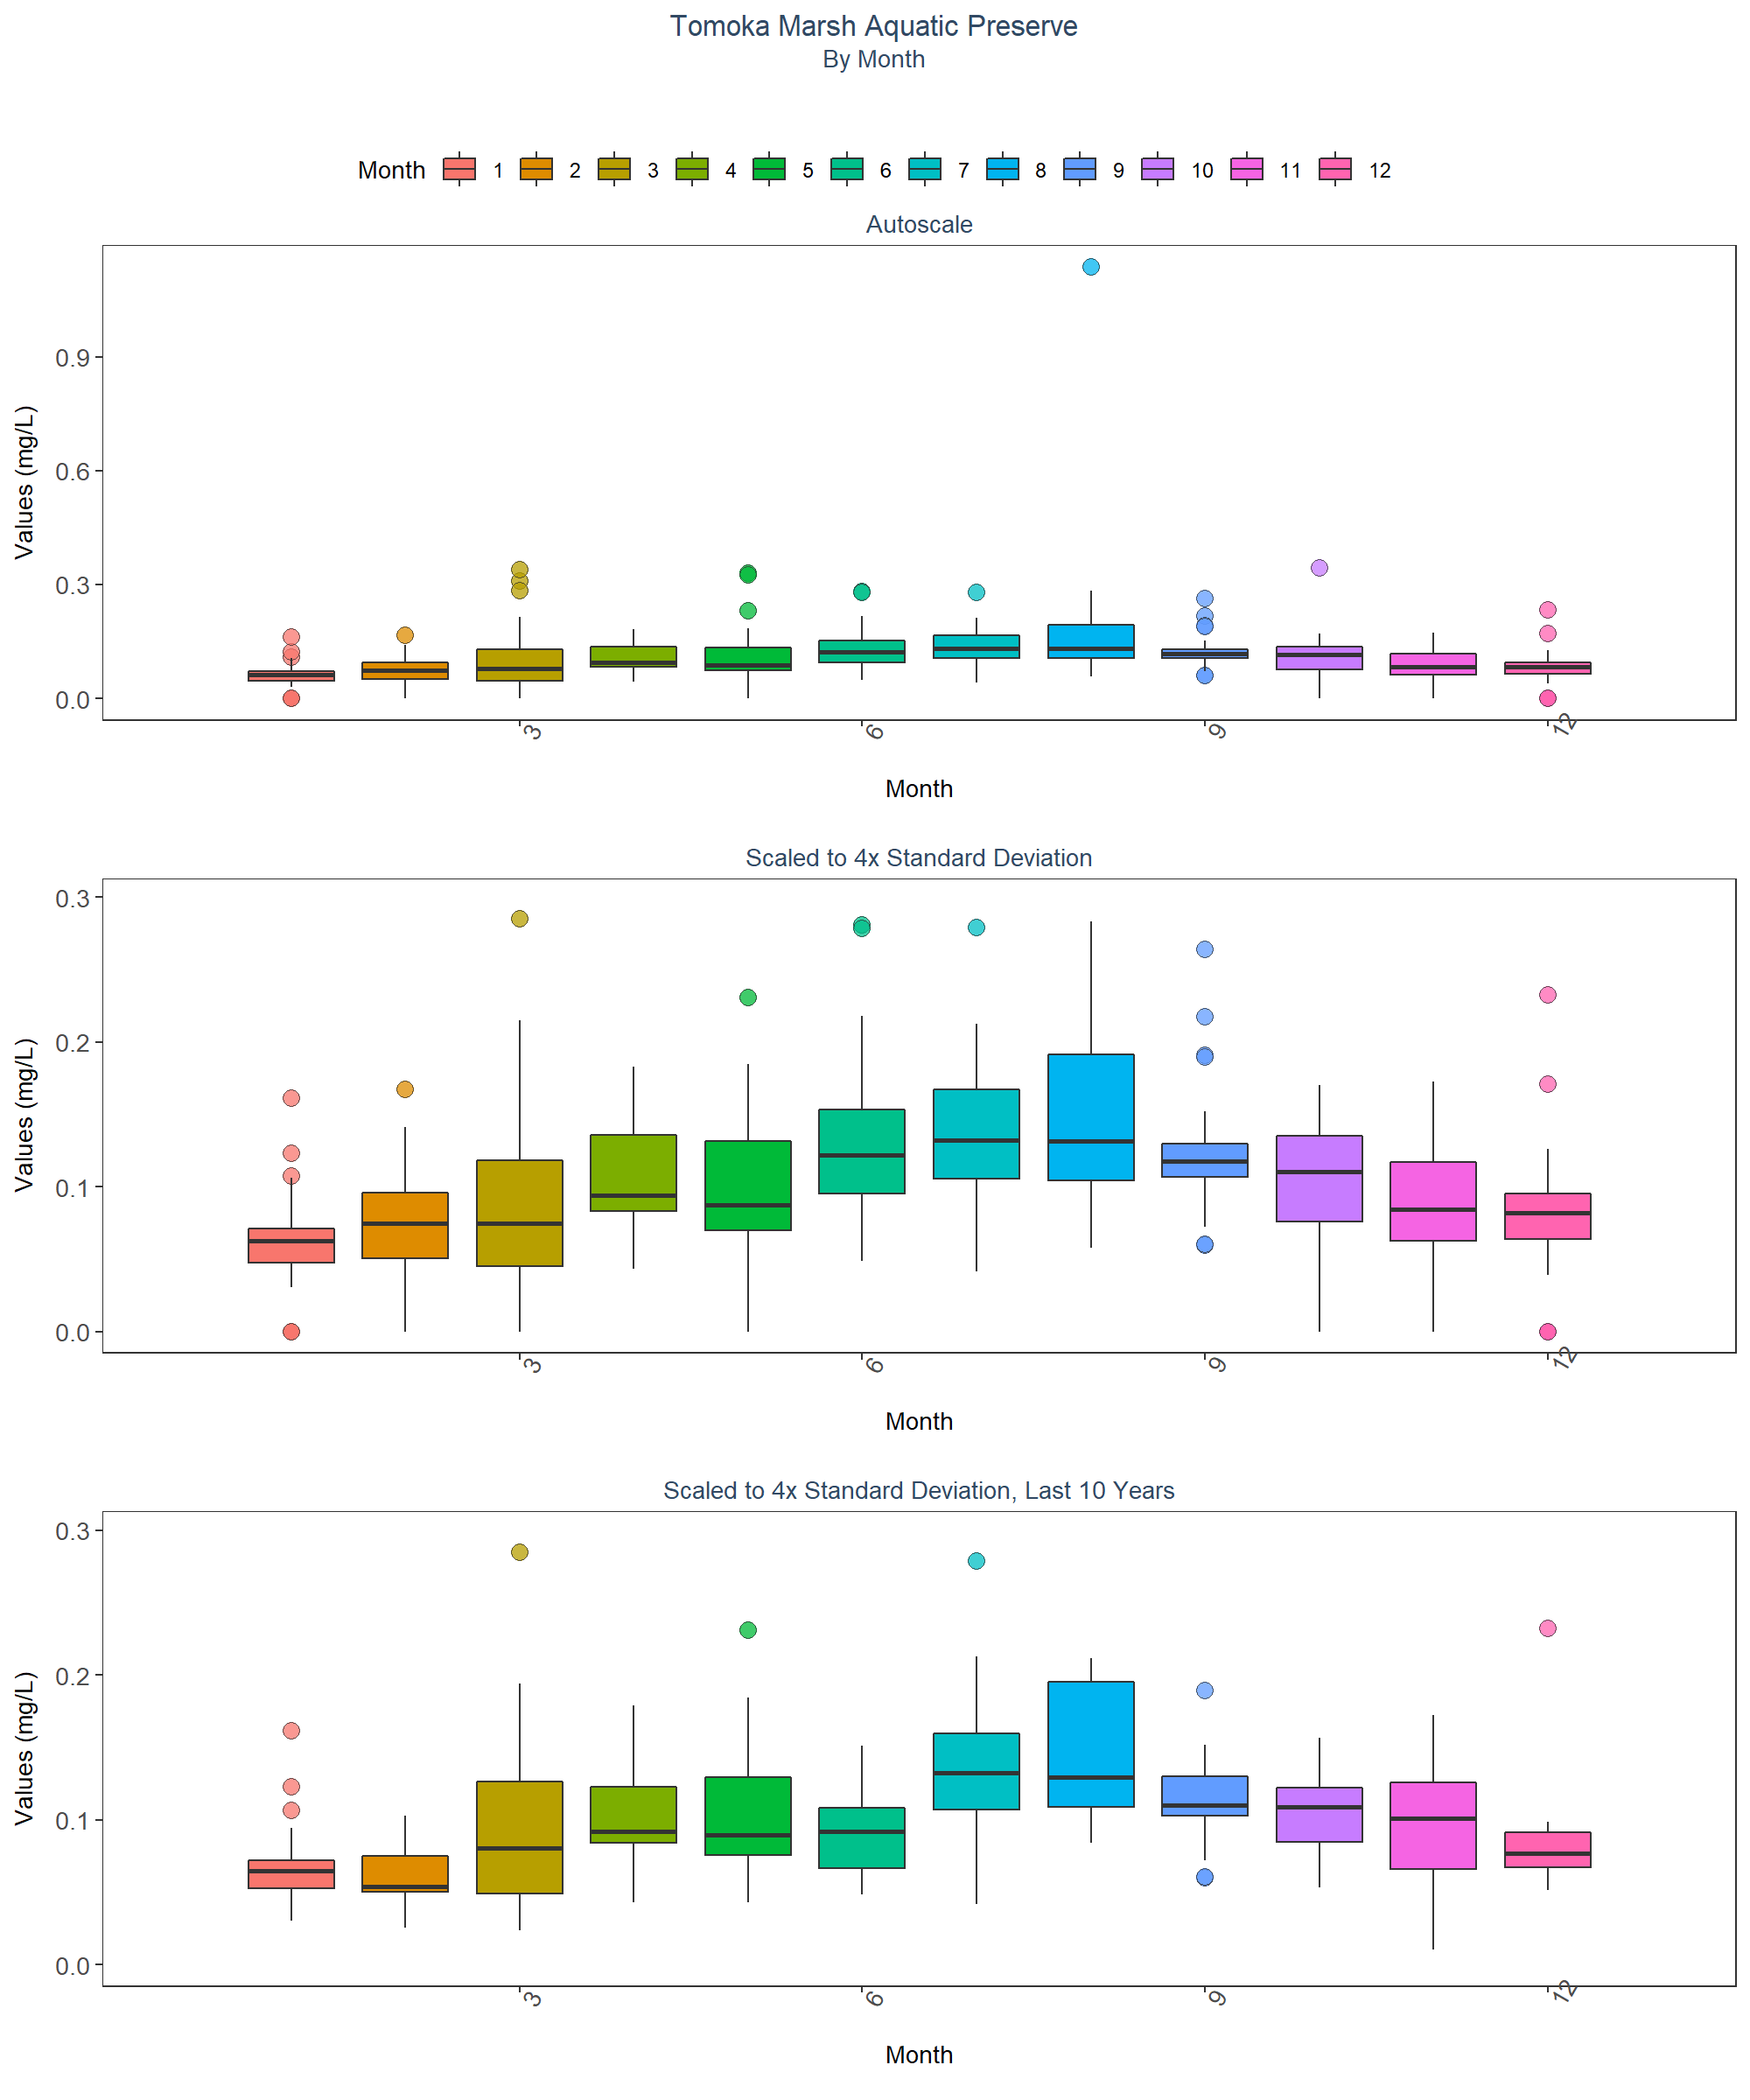 Tomoka Marsh Aquatic Preserve
By Month
Month 1 2 3 4 5 6 7 8 9 10 11 12
Autoscale
Values (mg/L)
0.9
0.6
0.3
0.0
3 6 9 12
Month
Scaled to 4x Standard Deviation
Values (mg/L)
0.3
0.2
0.1
0.0
3 6 9 12
Month
Scaled to 4x Standard Deviation, Last 10 Years
Values (mg/L)
0.3
0.2
0.1
0.0
3 6 9 12
Month